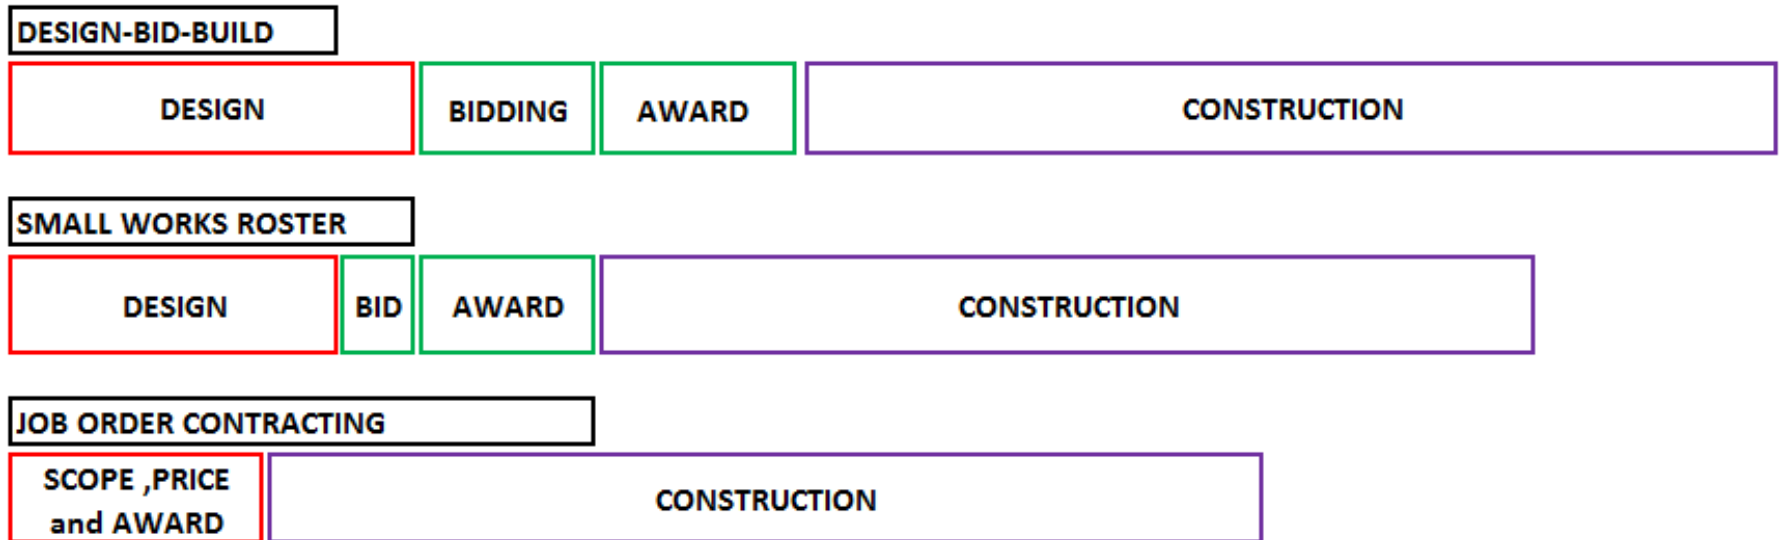 DESIGN-BID-BUILD
DESIGN BIDDING AWARD CONSTRUCTION
SMALL WORKS ROSTER
DESIGN BID AWARD CONSTRUCTION
JOB ORDER CONTRACTING
SCOPE ,PRICE
and AWARD
CONSTRUCTION